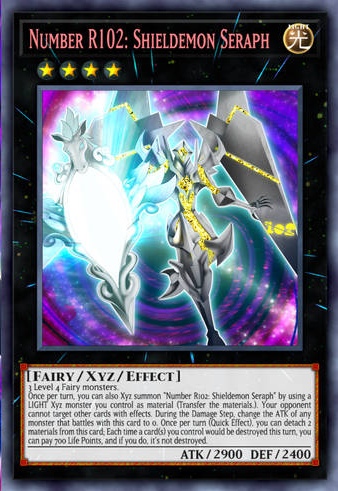 Number R102: Shieldemon Seraph
LIGHT
光
102
[Fairy / Xyz / Effect]
3 Level 4 Fairy monsters.
Once per turn, you can also Xyz summon "Number R102: Shieldemon Seraph" by using a
LIGHT Xyz monster you control as material (Transfer the materials.). Your opponent
cannot target other cards with effects. During the Damage Step, change the ATK of any
monster that battles with this card to 0. Once per turn (Quick Effect), you can detach 2
materials from this card; Each time a card(s) you control would be destroyed this turn, you
can pay 700 Life Points, and if you do, it's not destroyed.
ATK / 2900 DEF / 2400